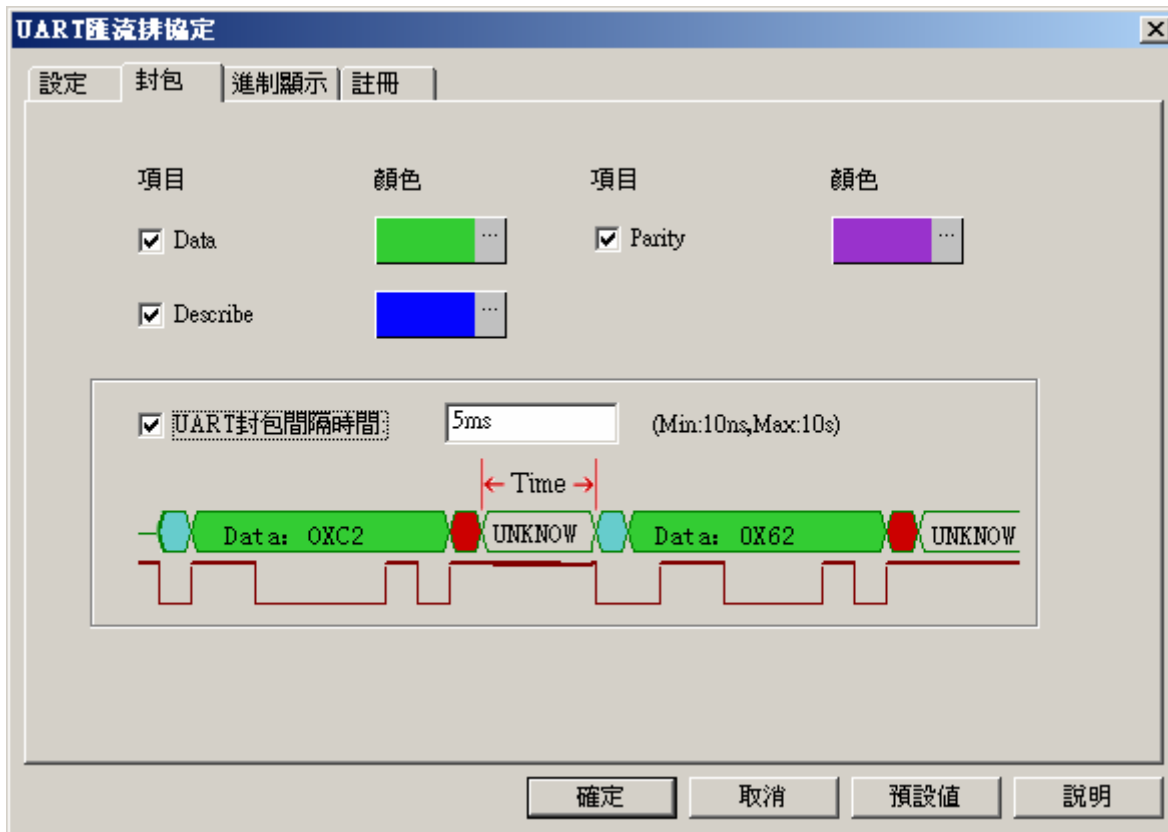 UART匯流排協定
設定 封包 進制顯示 註冊
項目 顏色 項目 顏色
Data ... Parity ...
Describe ...
UART封包間隔時間: 5ms (Min:10ns,Max:10s)
Time
Data: 0XC2 UNKNOW Data: 0X62 UNKNOW
確定 取消 預設值 說明